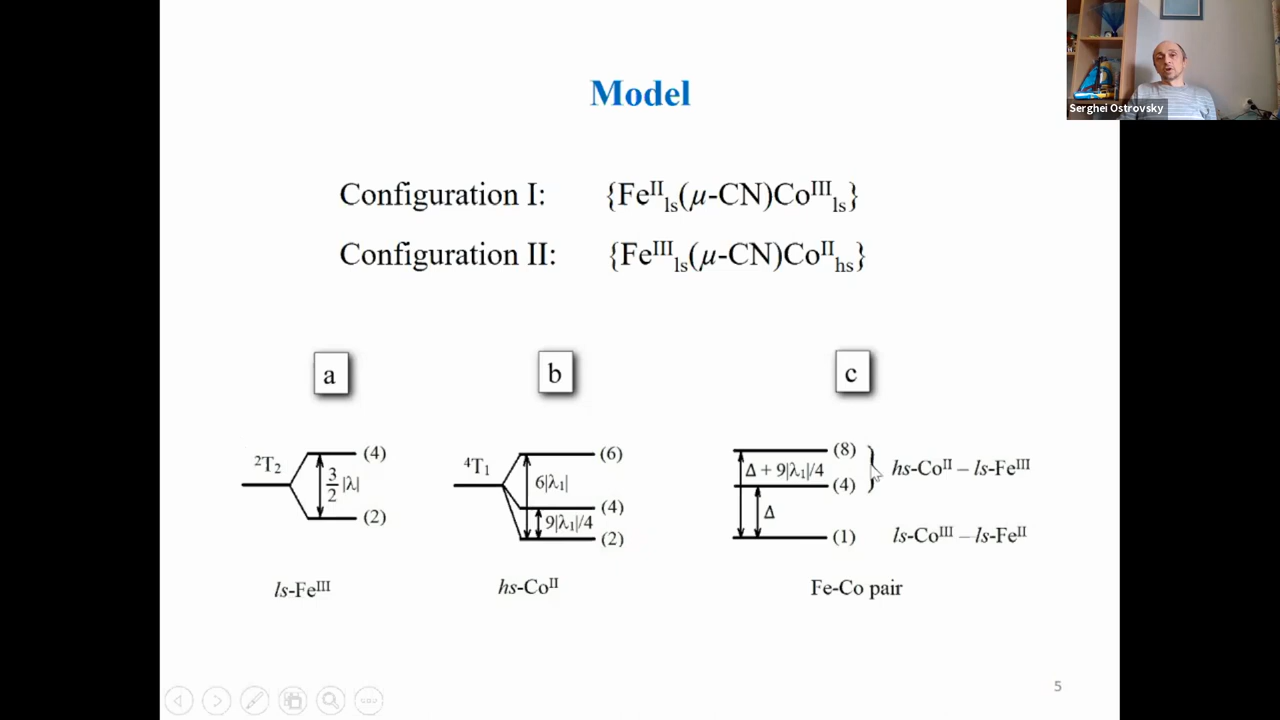 Serghei Ostrovsky
Model
Configuration I: {Feᴵᴵls(μ-CN)Coᴵᴵᴵls}
Configuration II: {Feᴵᴵᴵls(μ-CN)Coᴵᴵhs}
a
b
c
²T₂ (4) 3/2 |λ| (2)
ls-Feᴵᴵᴵ
⁴T₁ (6) 6|λ₁| (4) 9|λ₁|/4 (2)
hs-Coᴵᴵ
(8) Δ + 9|λ₁|/4 (4) hs-Coᴵᴵ – ls-Feᴵᴵᴵ
Δ
(1) ls-Coᴵᴵᴵ – ls-Feᴵᴵ
Fe-Co pair
5